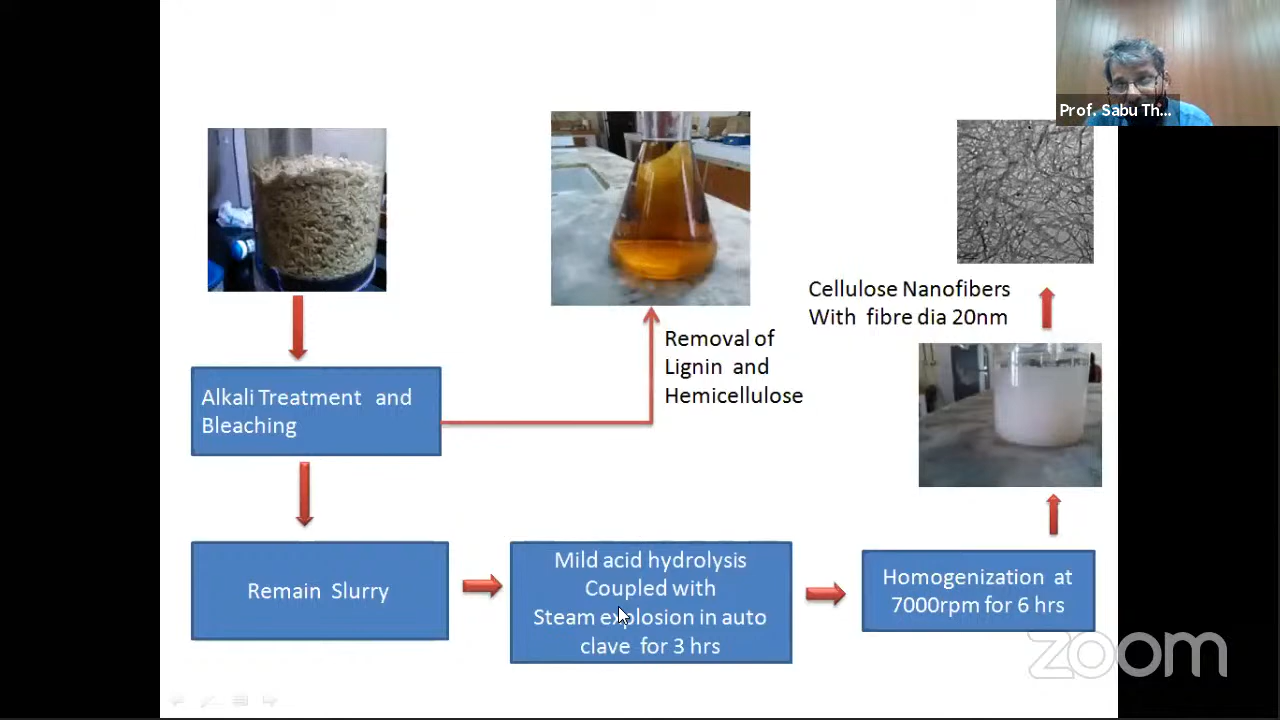 Prof. Sabu Th...
Cellulose Nanofibers
With fibre dia 20nm
Removal of
Lignin and
Hemicellulose
Alkali Treatment and
Bleaching
Remain Slurry
Mild acid hydrolysis
Coupled with
Steam explosion in auto
clave for 3 hrs
Homogenization at
7000rpm for 6 hrs
zoom